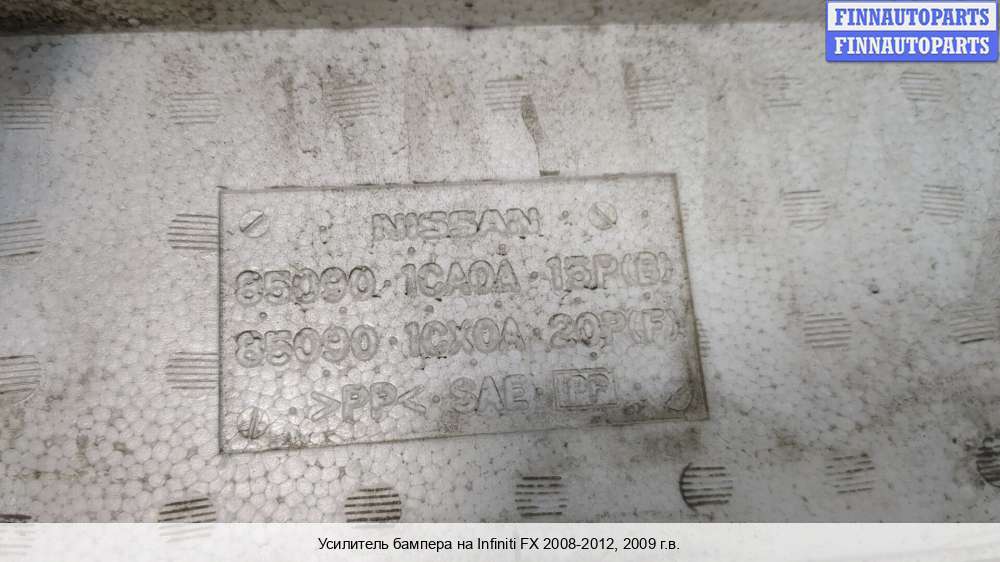 FINNAUTOPARTS
FINNAUTOPARTS
NISSAN
85090 · 1CA0A · 15P(B)
85090 · 1CX0A · 20P(F)
>PP< · SAE · PP
Усилитель бампера на Infiniti FX 2008-2012, 2009 г.в.